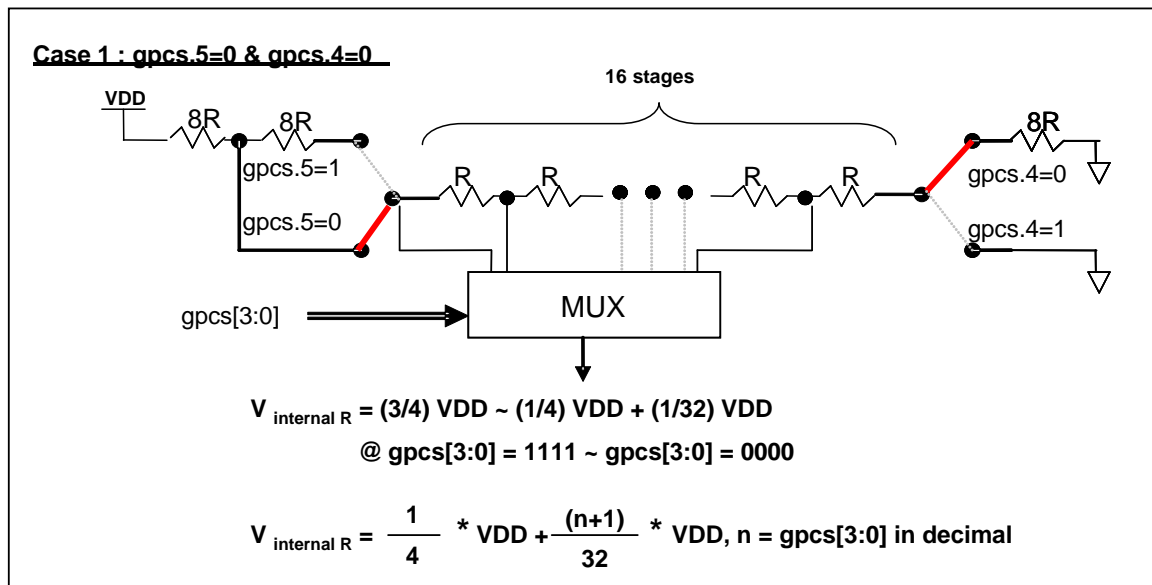 Case 1 : gpcs.5=0 & gpcs.4=0
16 stages
VDD
8R 8R 8R
gpcs.5=1
R R R R
gpcs.4=0
gpcs.5=0
gpcs.4=1
MUX
gpcs[3:0]
V internal R = (3/4) VDD ~ (1/4) VDD + (1/32) VDD
@ gpcs[3:0] = 1111 ~ gpcs[3:0] = 0000
V internal R = 1/4 * VDD + (n+1)/32 * VDD, n = gpcs[3:0] in decimal